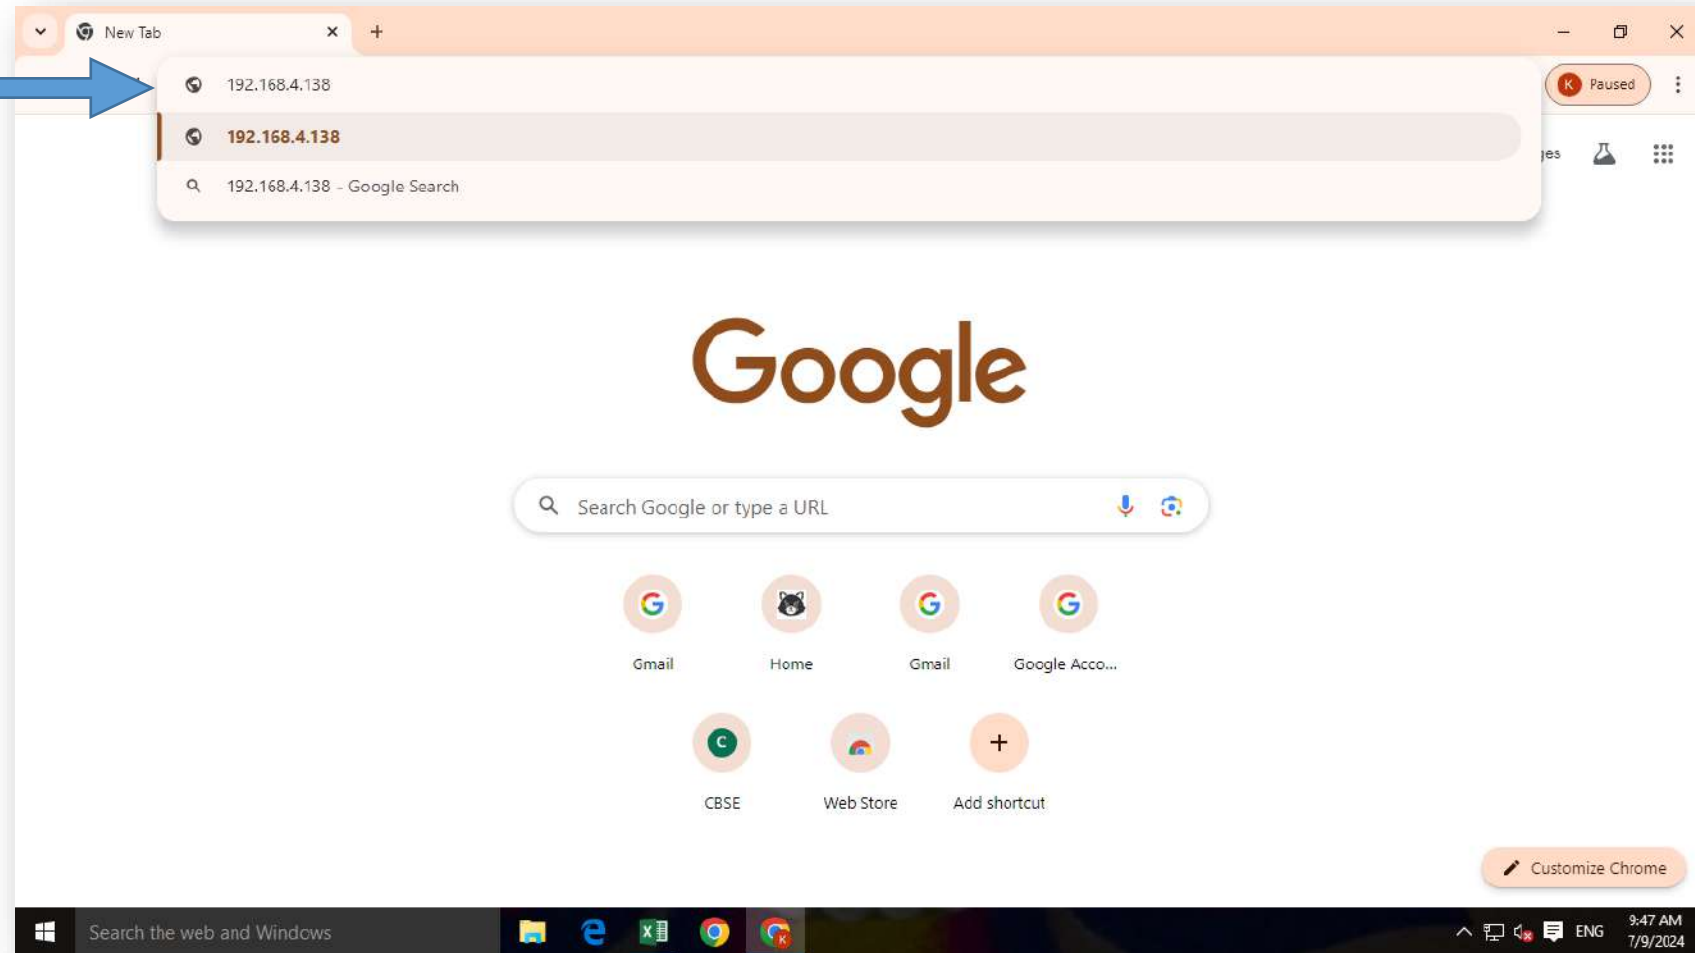 New Tab
192.168.4.138
K Paused
192.168.4.138
192.168.4.138 - Google Search
Google
Search Google or type a URL
Gmail
Home
Gmail
Google Acco...
C
CBSE
Web Store
Add shortcut
Customize Chrome
Search the web and Windows
ENG
9:47 AM
7/9/2024